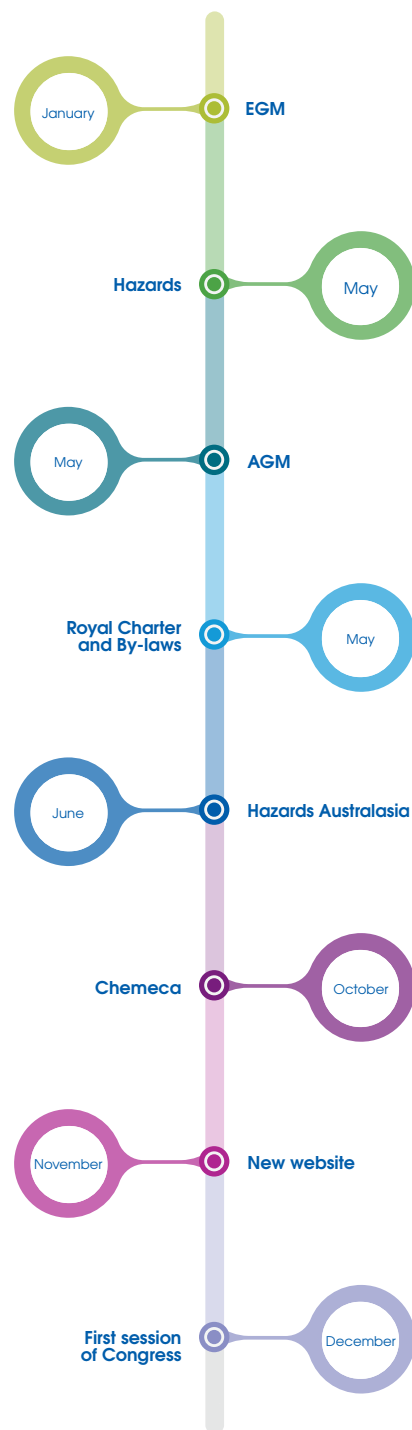 January
EGM
Hazards
May
May
AGM
Royal Charter
and By-laws
May
June
Hazards Australasia
Chemeca
October
November
New website
First session
of Congress
December